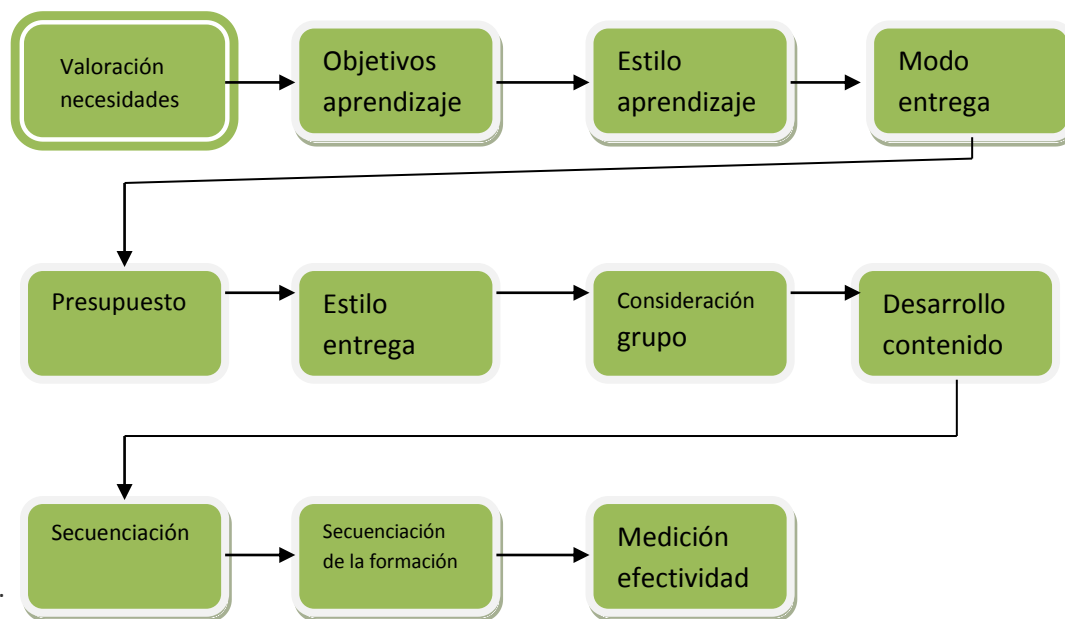 Valoración
necesidades
Objetivos
aprendizaje
Estilo
aprendizaje
Modo
entrega
Presupuesto
Estilo
entrega
Consideración
grupo
Desarrollo
contenido
Secuenciación
Secuenciación
de la formación
Medición
efectividad
.